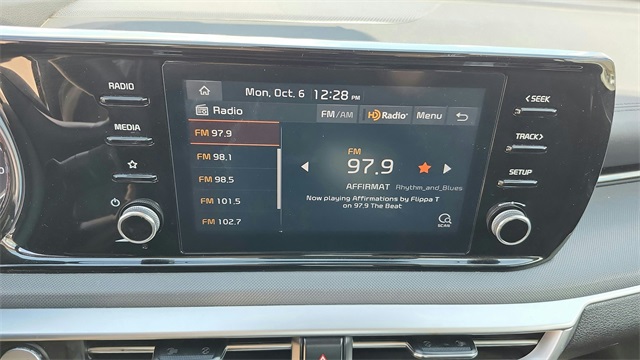 Mon, Oct. 6 12:28 PM
Radio FM/AM HD Radio Menu
RADIO
MEDIA
FM 97.9
FM 98.1
FM 98.5
FM 101.5
FM 102.7
FM
97.9
AFFIRMAT Rhythm_and_Blues
Now playing Affirmations by Flippa T
on 97.9 The Beat
SCAN
< SEEK
TRACK >
SETUP